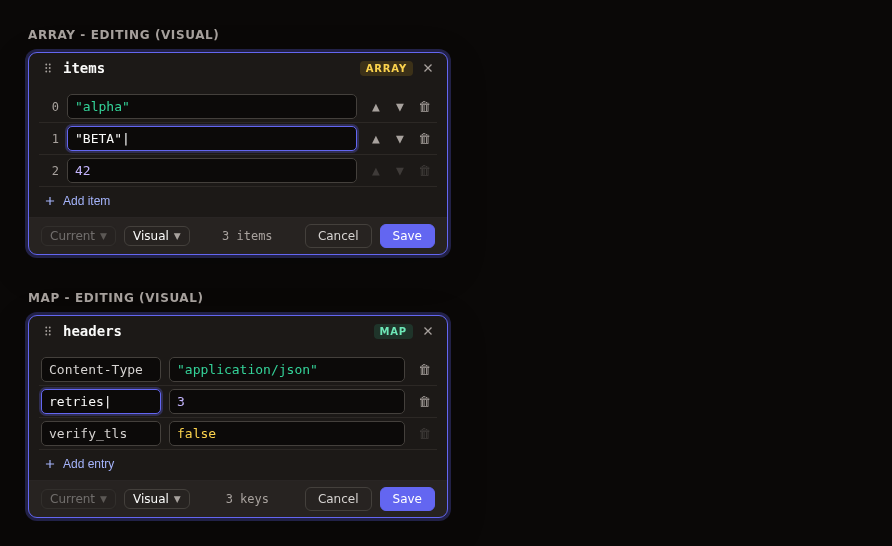 ARRAY - EDITING (VISUAL)
items ARRAY ✕
0 "alpha" ▲ ▼
1 "BETA"| ▲ ▼
2 42 ▲ ▼
+ Add item
Current ▼ Visual ▼ 3 items Cancel Save
MAP - EDITING (VISUAL)
headers MAP ✕
Content-Type "application/json"
retries| 3
verify_tls false
+ Add entry
Current ▼ Visual ▼ 3 keys Cancel Save